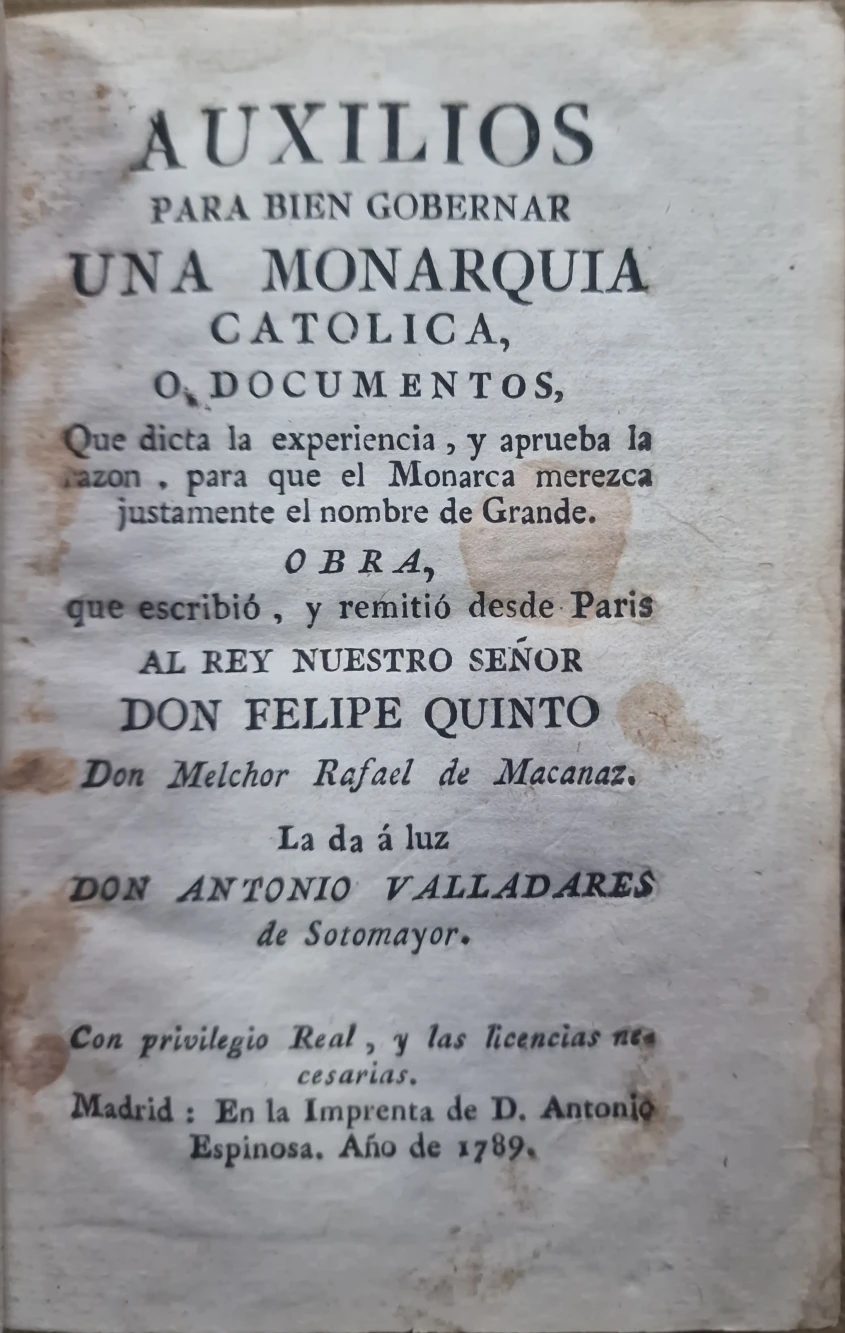 AUXILIOS
PARA BIEN GOBERNAR
UNA MONARQUIA
CATOLICA,
O, DOCUMENTOS,
Que dicta la experiencia, y aprueba la
razon, para que el Monarca merezca
justamente el nombre de Grande.
OBRA,
que escribió, y remitió desde Paris
AL REY NUESTRO SEÑOR
DON FELIPE QUINTO
Don Melchor Rafael de Macanaz.
La da á luz
DON ANTONIO VALLADARES
de Sotomayor.
Con privilegio Real, y las licencias ne-
cesarias.
Madrid: En la Imprenta de D. Antonio
Espinosa. Año de 1789.